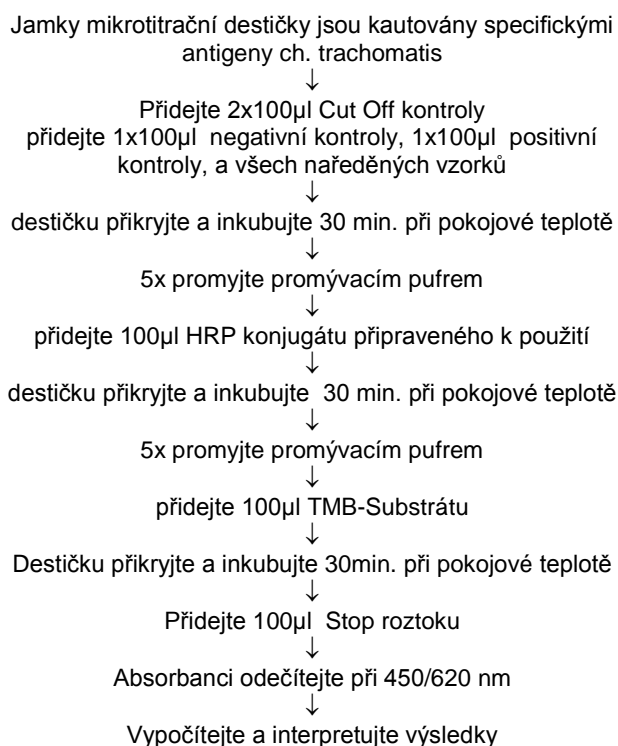 Jamky mikrotitrační destičky jsou kautovány specifickými
antigeny ch. trachomatis
↓
Přidejte 2x100µl Cut Off kontroly
přidejte 1x100µl  negativní kontroly, 1x100µl  positivní
kontroly, a všech naředěných vzorků
↓
destičku přikryjte a inkubujte 30 min. při pokojové teplotě
↓
5x promyjte promývacím pufrem
↓
přidejte 100µl HRP konjugátu připraveného k použití
↓
destičku přikryjte a inkubujte  30 min. při pokojové teplotě
↓
5x promyjte promývacím pufrem
↓
přidejte 100µl TMB-Substrátu
↓
Destičku přikryjte a inkubujte 30min. při pokojové teplotě
↓
Přidejte 100µl  Stop roztoku
↓
Absorbanci odečítejte při 450/620 nm
↓
Vypočítejte a interpretujte výsledky